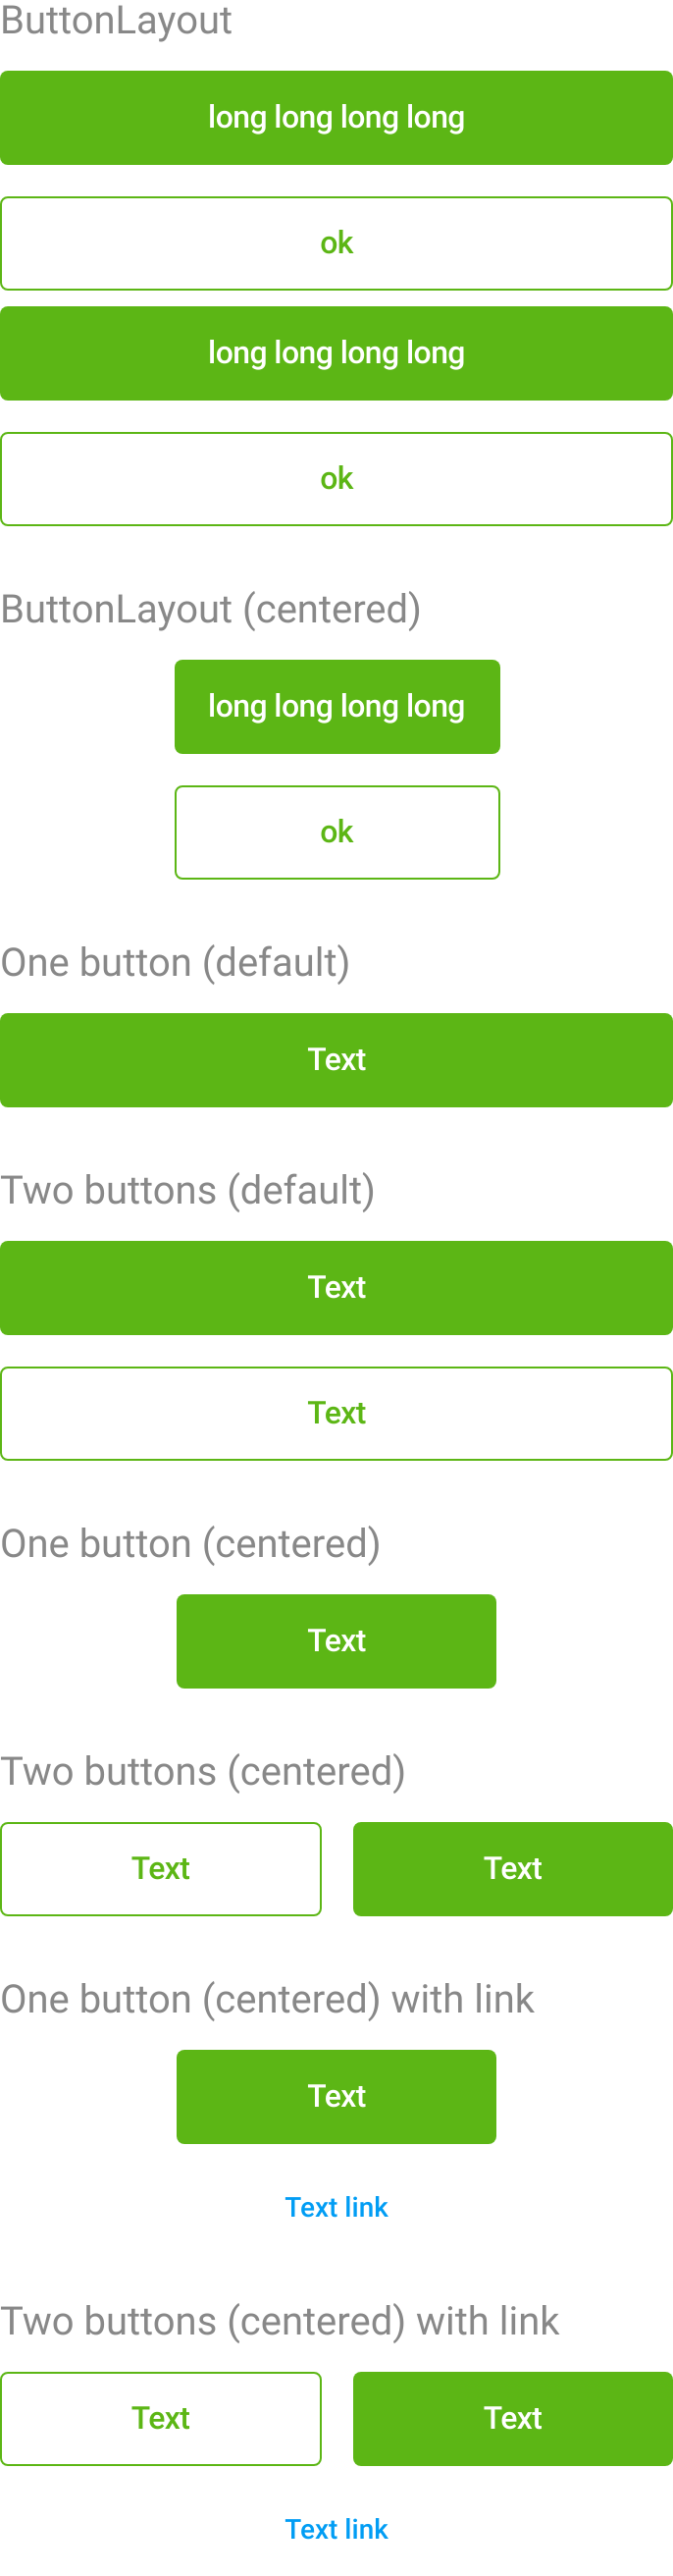 ButtonLayout
long long long long
ok
long long long long
ok
ButtonLayout (centered)
long long long long
ok
One button (default)
Text
Two buttons (default)
Text
Text
One button (centered)
Text
Two buttons (centered)
Text Text
One button (centered) with link
Text
Text link
Two buttons (centered) with link
Text Text
Text link